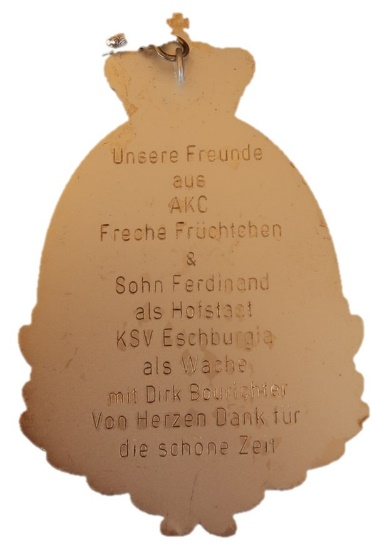 Unsere Freunde
aus
AKC
Freche Früchtchen
&
Sohn Ferdinand
als Hofstaat
KSV Eschburgia
als Wache
mit Dirk Bourichter
Von Herzen Dank für
die schöne Zeit